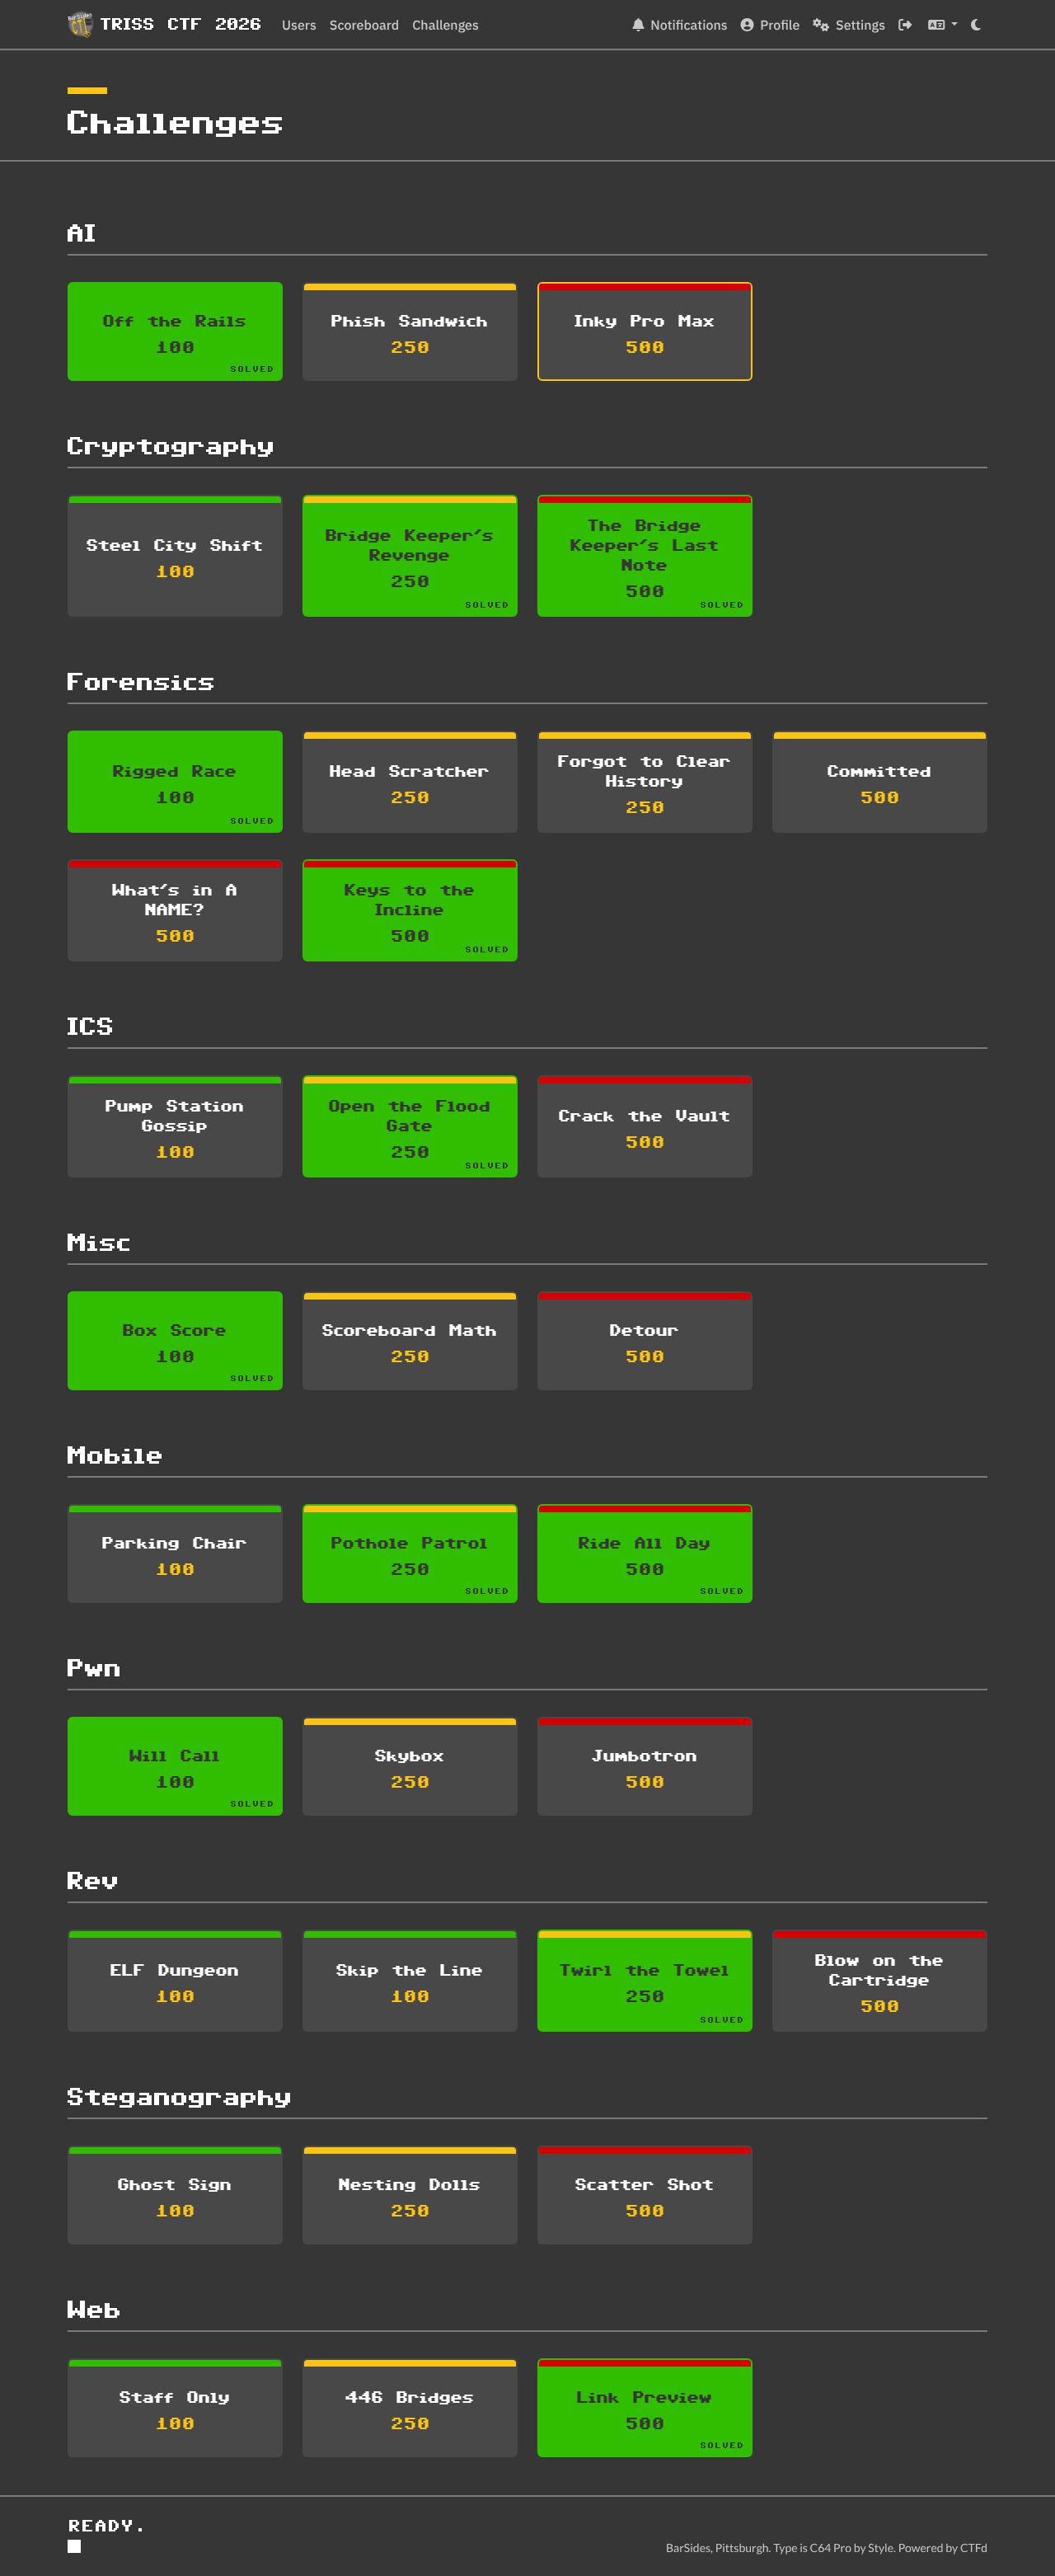 TRISS CTF 2026 Users Scoreboard Challenges Notifications Profile Settings
Challenges
AI
Off the Rails
100
SOLVED
Phish Sandwich
250
Inky Pro Max
500
Cryptography
Steel City Shift
100
Bridge Keeper's
Revenge
250
SOLVED
The Bridge
Keeper's Last
Note
500
SOLVED
Forensics
Rigged Race
100
SOLVED
Head Scratcher
250
Forgot to Clear
History
250
Committed
500
What's in A
NAME?
500
Keys to the
Incline
500
SOLVED
ICS
Pump Station
Gossip
100
Open the Flood
Gate
250
SOLVED
Crack the Vault
500
Misc
Box Score
100
SOLVED
Scoreboard Math
250
Detour
500
Mobile
Parking Chair
100
Pothole Patrol
250
SOLVED
Ride All Day
500
SOLVED
Pwn
Will Call
100
SOLVED
Skybox
250
Jumbotron
500
Rev
ELF Dungeon
100
Skip the Line
100
Twirl the Towel
250
SOLVED
Blow on the
Cartridge
500
Steganography
Ghost Sign
100
Nesting Dolls
250
Scatter Shot
500
Web
Staff Only
100
446 Bridges
250
Link Preview
500
SOLVED
READY.
BarSides, Pittsburgh. Type is C64 Pro by Style. Powered by CTFd